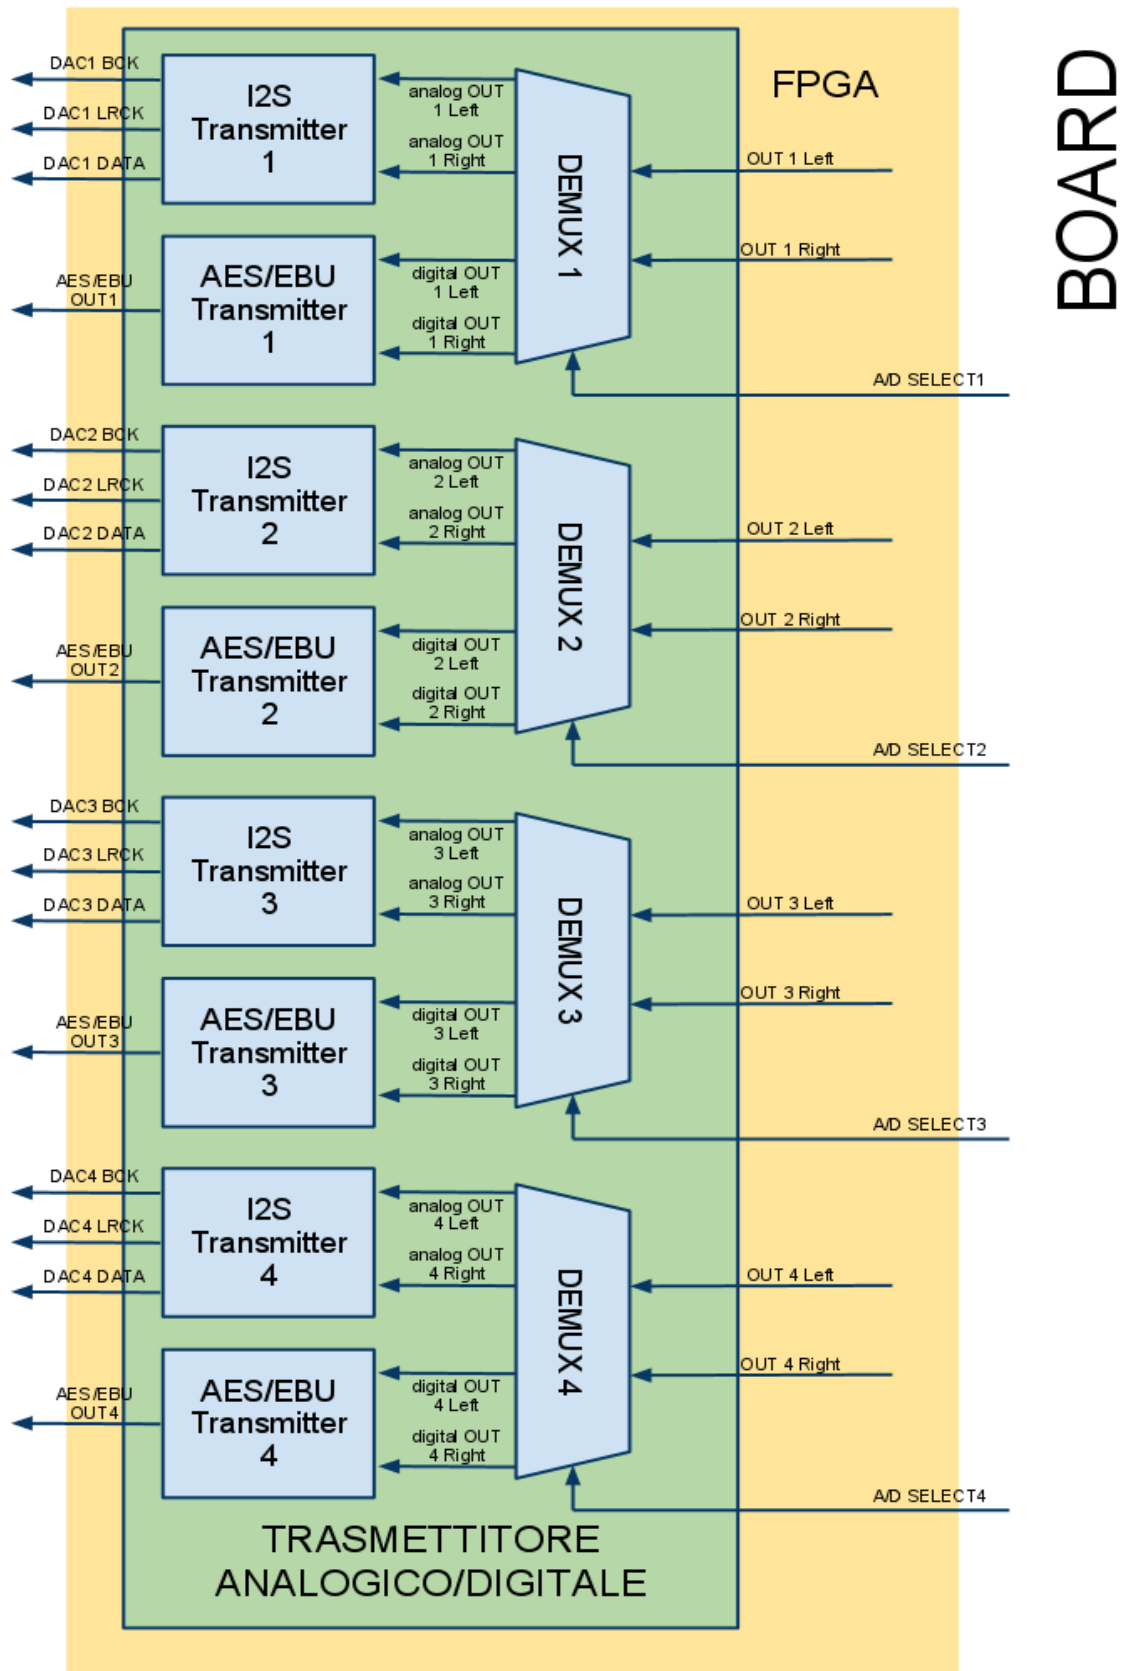 BOARD
FPGA
DAC1 BCK
DAC1 LRCK
DAC1 DATA
I2S
Transmitter
1
analog OUT
1 Left
analog OUT
1 Right
DEMUX 1
OUT 1 Left
OUT 1 Right
AES/EBU
OUT1
AES/EBU
Transmitter
1
digital OUT
1 Left
digital OUT
1 Right
A/D SELECT1
DAC2 BCK
DAC2 LRCK
DAC2 DATA
I2S
Transmitter
2
analog OUT
2 Left
analog OUT
2 Right
DEMUX 2
OUT 2 Left
OUT 2 Right
AES/EBU
OUT2
AES/EBU
Transmitter
2
digital OUT
2 Left
digital OUT
2 Right
A/D SELECT2
DAC3 BCK
DAC3 LRCK
DAC3 DATA
I2S
Transmitter
3
analog OUT
3 Left
analog OUT
3 Right
DEMUX 3
OUT 3 Left
OUT 3 Right
AES/EBU
OUT3
AES/EBU
Transmitter
3
digital OUT
3 Left
digital OUT
3 Right
A/D SELECT3
DAC4 BCK
DAC4 LRCK
DAC4 DATA
I2S
Transmitter
4
analog OUT
4 Left
analog OUT
4 Right
DEMUX 4
OUT 4 Left
OUT 4 Right
AES/EBU
OUT4
AES/EBU
Transmitter
4
digital OUT
4 Left
digital OUT
4 Right
A/D SELECT4
TRASMETTITORE
ANALOGICO/DIGITALE